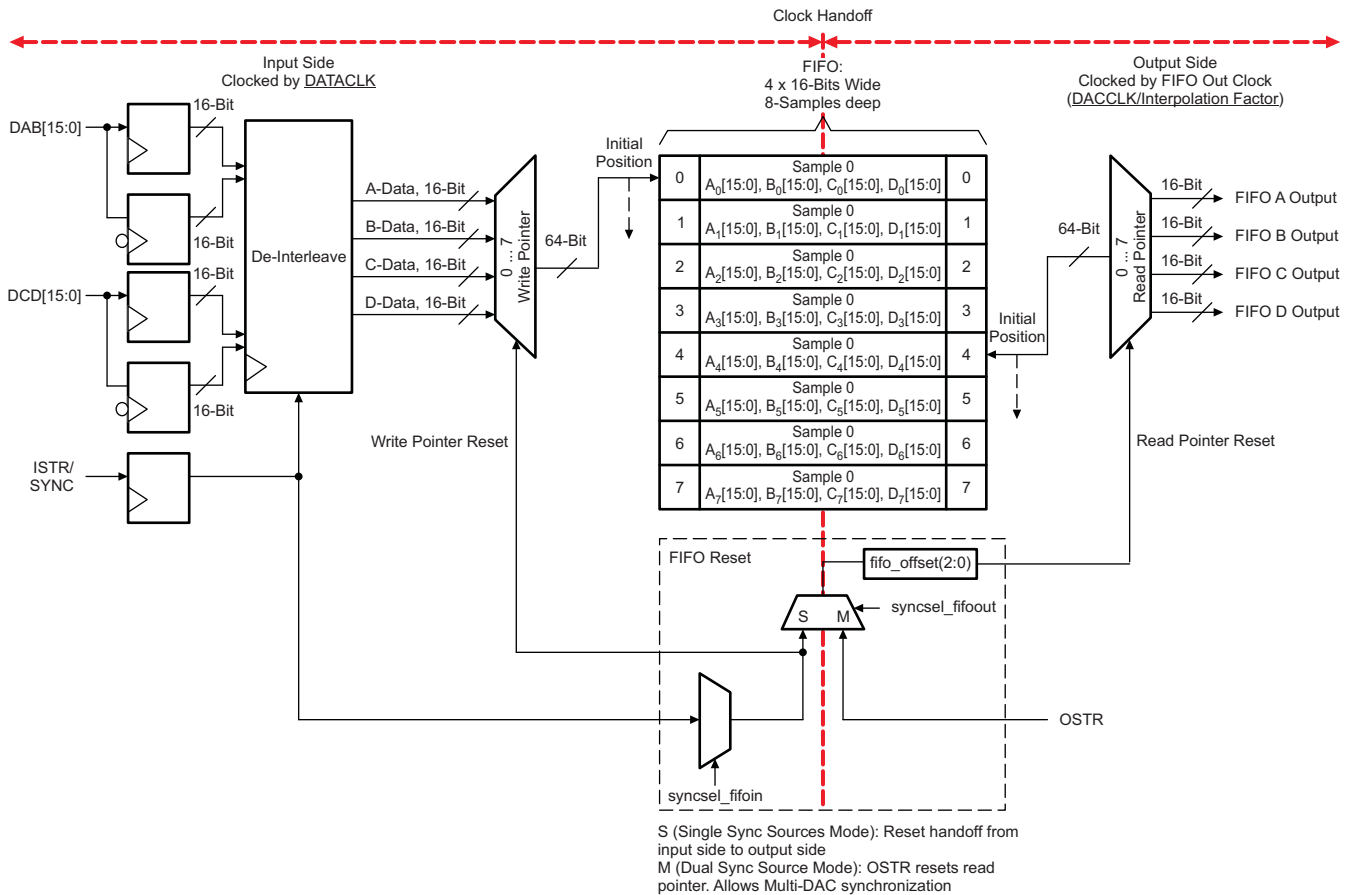 Clock Handoff
Input Side
Clocked by DATACLK
FIFO:
4 x 16-Bits Wide
8-Samples deep
Output Side
Clocked by FIFO Out Clock
(DACCLK/Interpolation Factor)
DAB[15:0]
16-Bit
16-Bit
DCD[15:0]
16-Bit
16-Bit
De-Interleave
A-Data, 16-Bit
B-Data, 16-Bit
C-Data, 16-Bit
D-Data, 16-Bit
0 ... 7
Write Pointer
64-Bit
Initial
Position
0
Sample 0
A0[15:0], B0[15:0], C0[15:0], D0[15:0]
0
1
Sample 0
A1[15:0], B1[15:0], C1[15:0], D1[15:0]
1
2
Sample 0
A2[15:0], B2[15:0], C2[15:0], D2[15:0]
2
3
Sample 0
A3[15:0], B3[15:0], C3[15:0], D3[15:0]
3
4
Sample 0
A4[15:0], B4[15:0], C4[15:0], D4[15:0]
4
5
Sample 0
A5[15:0], B5[15:0], C5[15:0], D5[15:0]
5
6
Sample 0
A6[15:0], B6[15:0], C6[15:0], D6[15:0]
6
7
Sample 0
A7[15:0], B7[15:0], C7[15:0], D7[15:0]
7
Initial
Position
64-Bit
0 ... 7
Read Pointer
16-Bit
FIFO A Output
16-Bit
FIFO B Output
16-Bit
FIFO C Output
16-Bit
FIFO D Output
Write Pointer Reset
Read Pointer Reset
ISTR/
SYNC
FIFO Reset
fifo_offset(2:0)
S
M
syncsel_fifoout
OSTR
syncsel_fifoin
S (Single Sync Sources Mode): Reset handoff from
input side to output side
M (Dual Sync Source Mode): OSTR resets read
pointer. Allows Multi-DAC synchronization